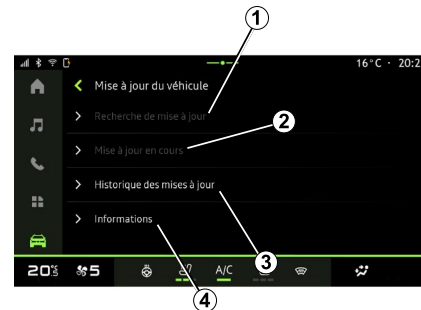 1
16°C · 20:2
Mise à jour du véhicule
Recherche de mise à jour
2
Mise à jour en cours
Historique des mises à jour
Informations
3
20.5 5 A/C
4